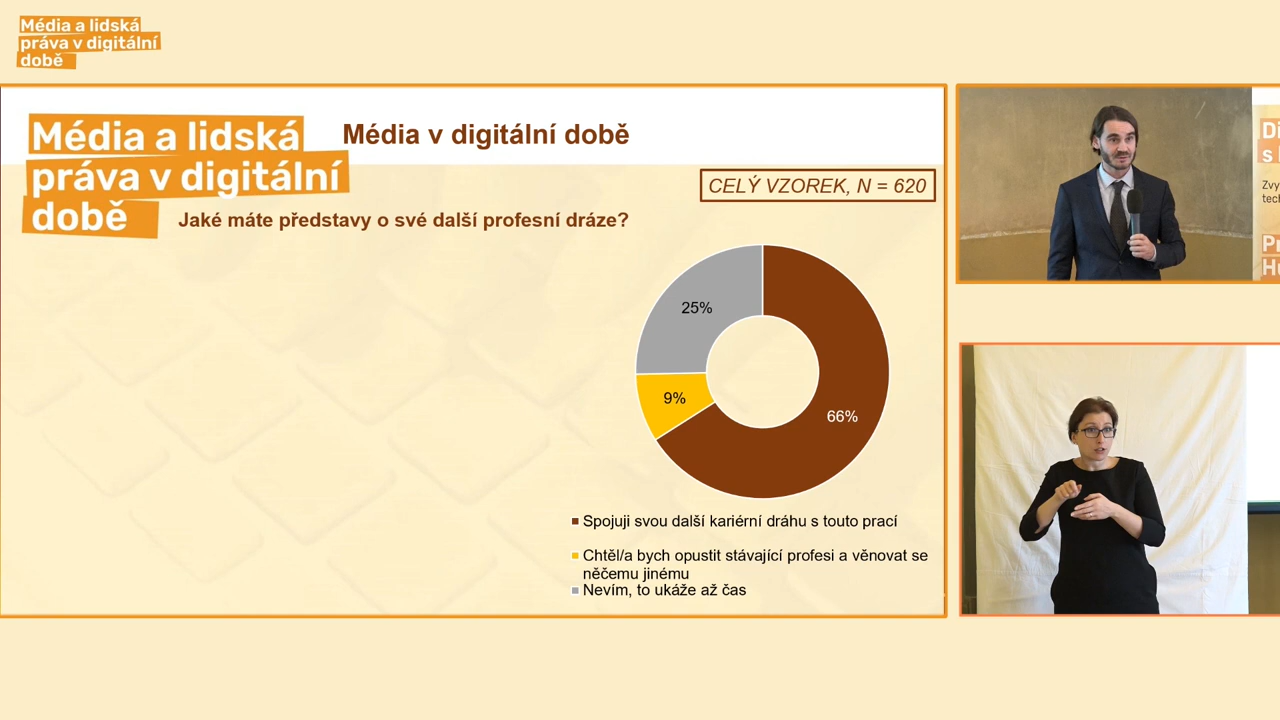 Média a lidská
práva v digitální
době
Média a lidská
práva v digitální
době
Média v digitální době
CELÝ VZOREK, N = 620
Jaké máte představy o své další profesní dráze?
25%
9%
66%
Spojuji svou další kariérní dráhu s touto prací
Chtěl/a bych opustit stávající profesi a věnovat se
něčemu jinému
Nevím, to ukáže až čas